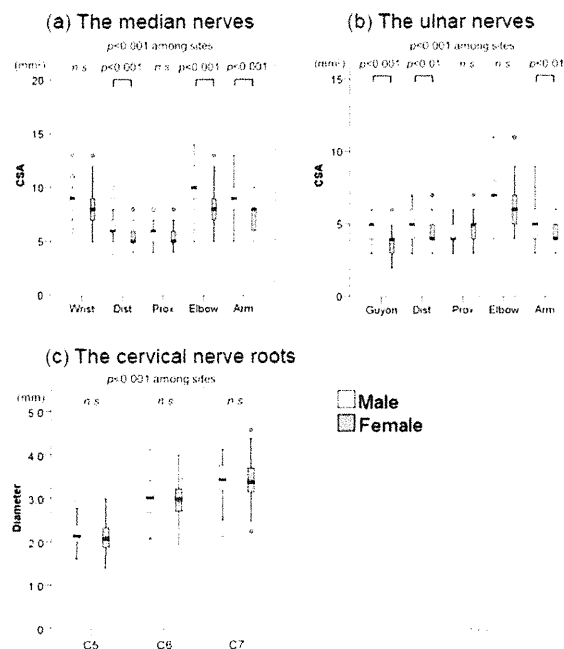 (a) The median nerves
p<0.001 among sites
(mm²) n s p<0.001 n s p<0.001 p<0.001
20
15
10
5
0
CSA
Wrist Dist Prox Elbow Arm
(b) The ulnar nerves
p<0.001 among sites
(mm²) p<0.001 p<0.01 n s n s p<0.01
15
10
5
0
CSA
Guyon Dist Prox Elbow Arm
(c) The cervical nerve roots
p<0.001 among sites
(mm) n s n s n s
5.0
4.0
3.0
2.0
1.0
0
Diameter
C5 C6 C7
Male
Female